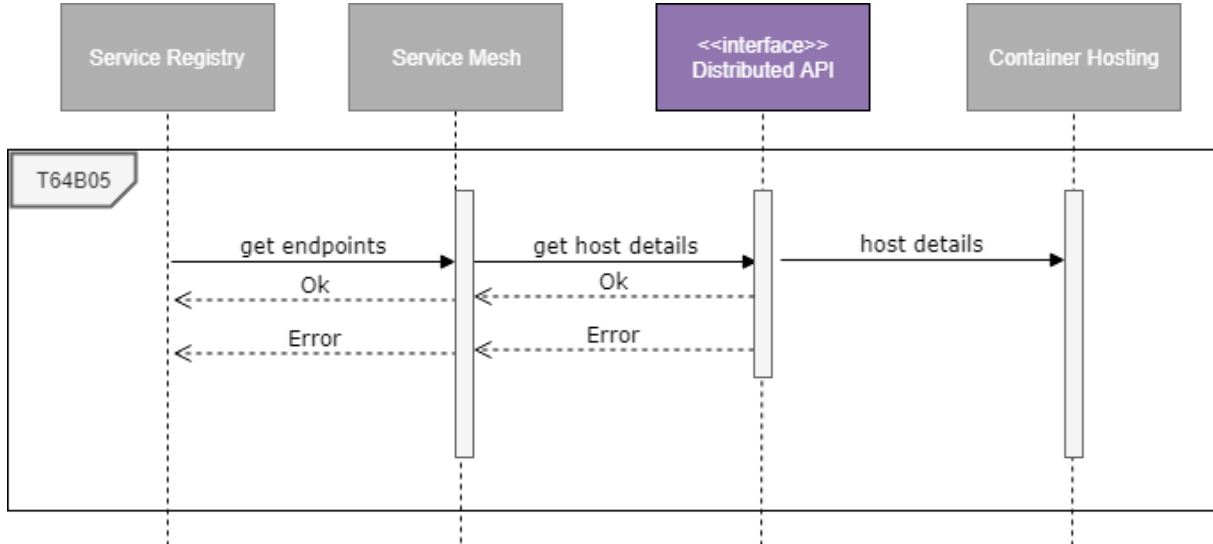 Service Registry
Service Mesh
<<interface>>
Distributed API
Container Hosting
T64B05
get endpoints
get host details
host details
Ok
Ok
Error
Error